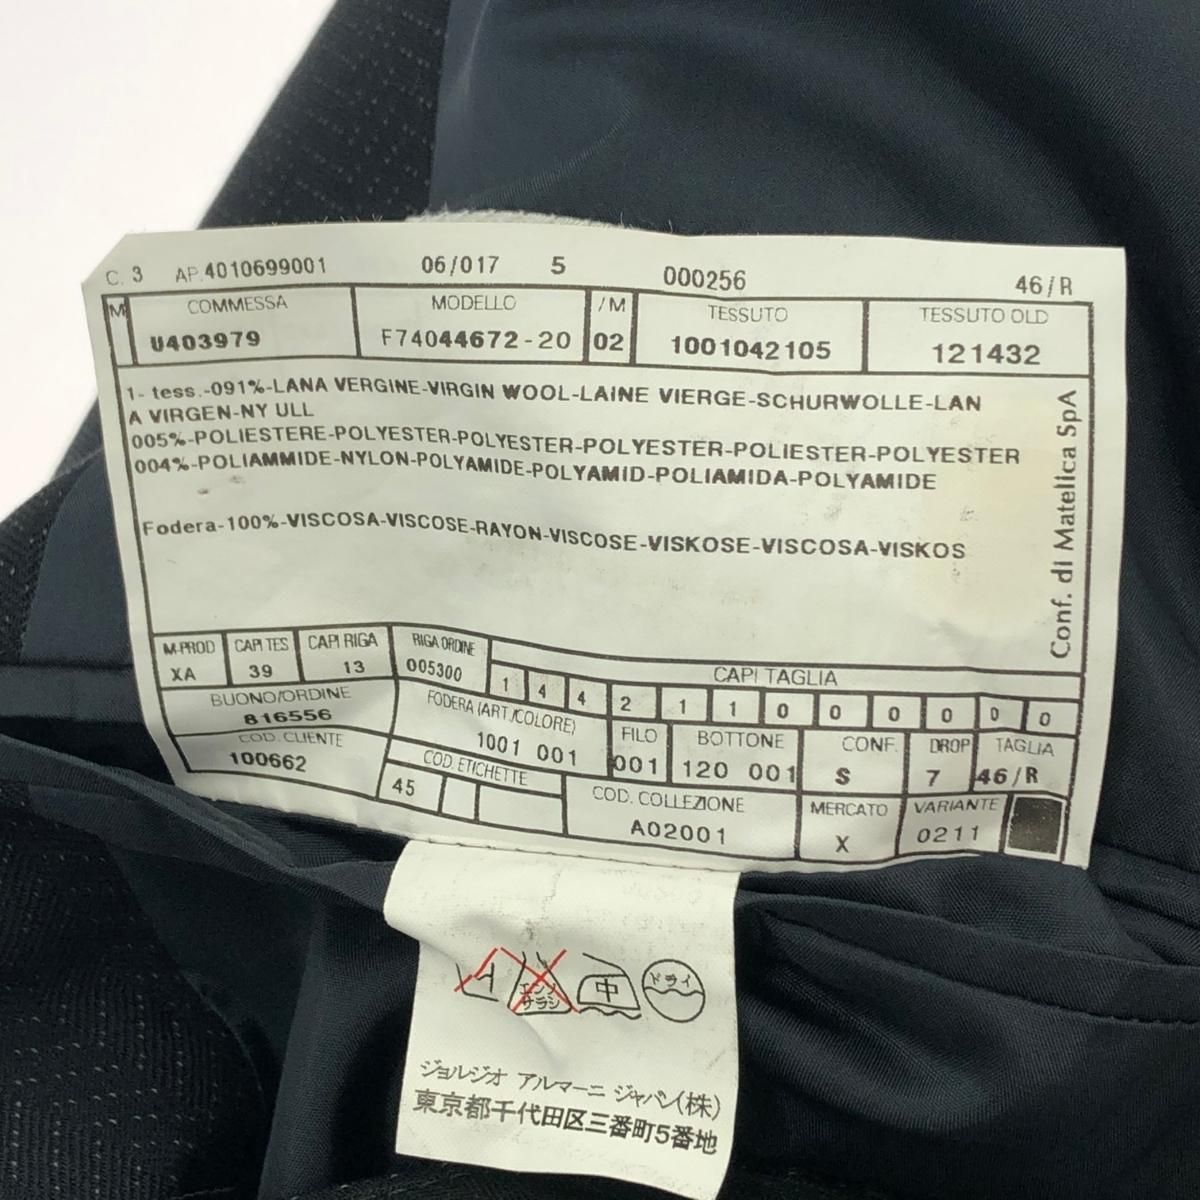 C. 3 AP.4010699001 06/017 5 000256 46/R
M COMMESSA MODELLO /M TESSUTO TESSUTO OLD
U403979 F74044672-20 02 1001042105 121432
1- tess.-091%-LANA VERGINE-VIRGIN WOOL-LAINE VIERGE-SCHURWOLLE-LAN
A VIRGEN-NY ULL
005%-POLIESTERE-POLYESTER-POLYESTER-POLYESTER-POLIESTER-POLYESTER
004%-POLIAMMIDE-NYLON-POLYAMIDE-POLYAMID-POLIAMIDA-POLYAMIDE
Fodera-100%-VISCOSA-VISCOSE-RAYON-VISCOSE-VISKOSE-VISCOSA-VISKOS
Conf. di Matelica SpA
M-PROD CAPI TES CAPI RIGA RIGA ORDINE CAPI TAGLIA
XA 39 13 005300 1 4 4 2 1 1 0 0 0 0 0 0
BUONO/ORDINE FODERA (ART./COLORE) FILO BOTTONE CONF. DROP TAGLIA
816556 1001 001 001 120 001 S 7 46/R
COD. CLIENTE COD. ETICHETTE COD. COLLEZIONE MERCATO VARIANTE
100662 45 A02001 X 0211
エンソ
サラシ
中
ドライ
ジョルジオ アルマーニ ジャパン(株)
東京都千代田区三番町5番地